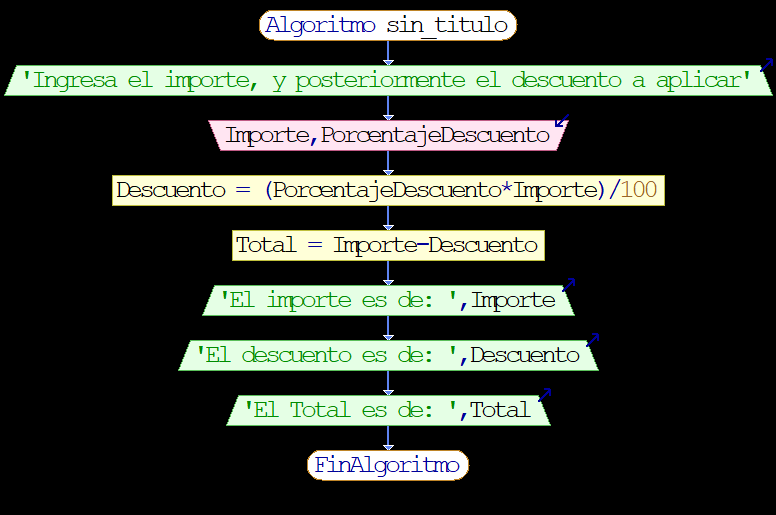 Algoritmo sin_titulo
'Ingresa el importe, y posteriormente el descuento a aplicar'
Importe,PorcentajeDescuento
Descuento = (PorcentajeDescuento*Importe)/100
Total = Importe-Descuento
'El importe es de: ',Importe
'El descuento es de: ',Descuento
'El Total es de: ',Total
FinAlgoritmo